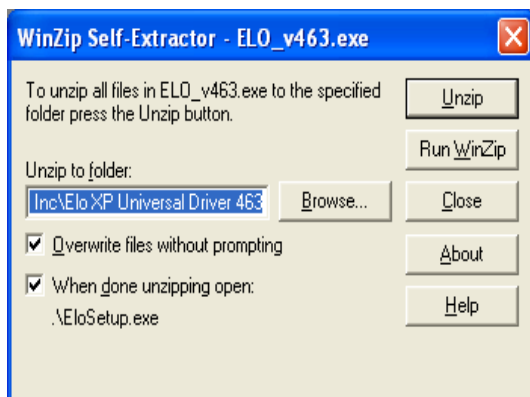 WinZip Self-Extractor - ELO_v463.exe
To unzip all files in ELO_v463.exe to the specified
folder press the Unzip button.
Unzip to folder:
Inc\Elo XP Universal Driver 463
Browse...
Overwrite files without prompting
When done unzipping open:
.\EloSetup.exe
Unzip
Run WinZip
Close
About
Help